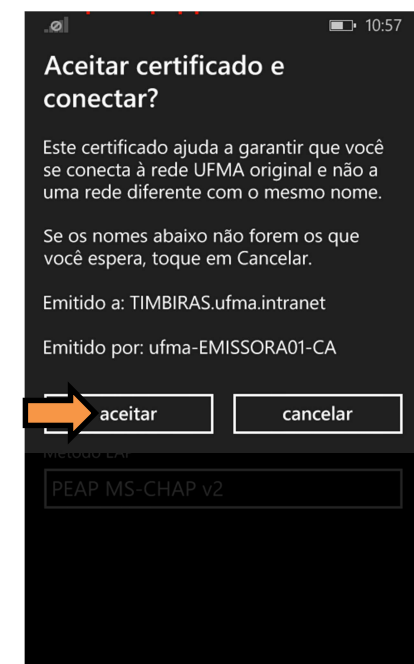 10:57
Aceitar certificado e
conectar?
Este certificado ajuda a garantir que você
se conecta à rede UFMA original e não a
uma rede diferente com o mesmo nome.
Se os nomes abaixo não forem os que
você espera, toque em Cancelar.
Emitido a: TIMBIRAS.ufma.intranet
Emitido por: ufma-EMISSORA01-CA
aceitar
cancelar
Método EAP
PEAP MS-CHAP v2